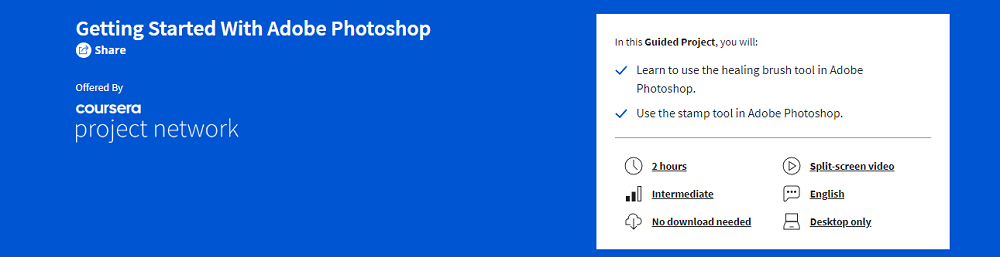 Getting Started With Adobe Photoshop
Share
Offered By
coursera
project network
In this Guided Project, you will:
Learn to use the healing brush tool in Adobe
Photoshop.
Use the stamp tool in Adobe Photoshop.
2 hours
Split-screen video
Intermediate
English
No download needed
Desktop only